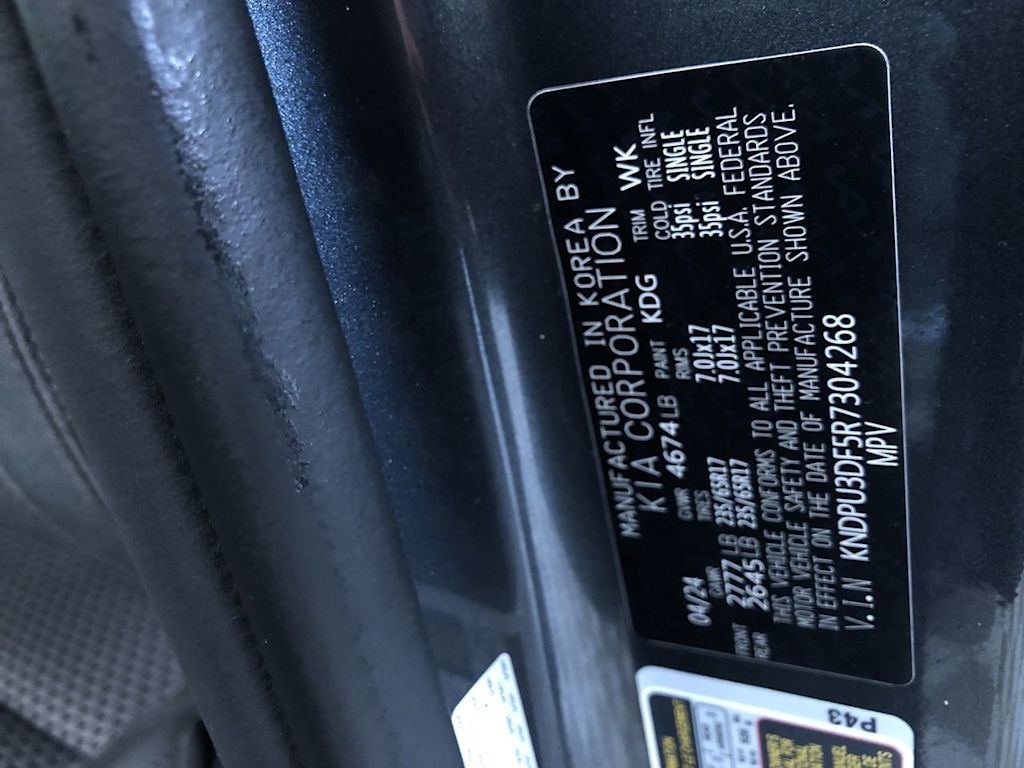 MANUFACTURED IN KOREA BY
KIA CORPORATION
04/24 GVWR 4674LB PAINT KDG TRIM WK
GAWR TIRES RIMS COLD TIRE INFL
FRONT 2777LB 235/65R17 7.0Jx17 35psi SINGLE
REAR 2645LB 235/65R17 7.0Jx17 35psi SINGLE
THIS VEHICLE CONFORMS TO ALL APPLICABLE U.S.A. FEDERAL
MOTOR VEHICLE SAFETY AND THEFT PREVENTION STANDARDS
IN EFFECT ON THE DATE OF MANUFACTURE SHOWN ABOVE.
V.I.N KNDPU3DF5R7304268
MPV
P43